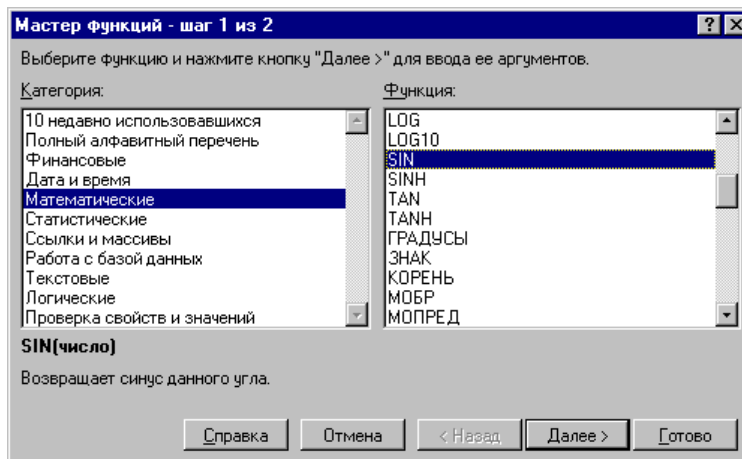 Мастер функций - шаг 1 из 2
Выберите функцию и нажмите кнопку "Далее >" для ввода ее аргументов.
Категория:
10 недавно использовавшихся
Полный алфавитный перечень
Финансовые
Дата и время
Математические
Статистические
Ссылки и массивы
Работа с базой данных
Текстовые
Логические
Проверка свойств и значений
Функция:
LOG
LOG10
SIN
SINH
TAN
TANH
ГРАДУСЫ
ЗНАК
КОРЕНЬ
МОБР
МОПРЕД
SIN(число)
Возвращает синус данного угла.
Справка
Отмена
< Назад
Далее >
Готово